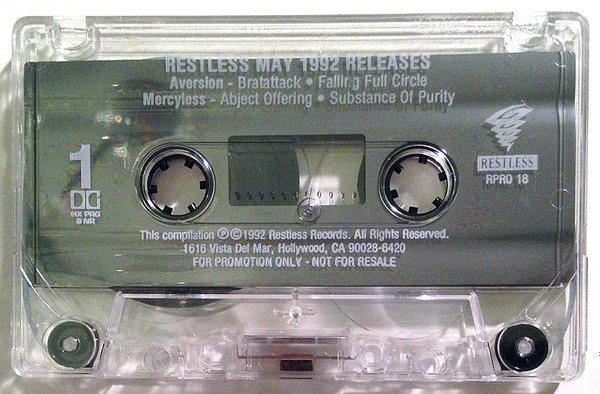 RESTLESS MAY 1992 RELEASES
Aversion - Bratattack • Falling Full Circle
Mercyless - Abject Offering • Substance Of Purity
1
HX PRO
B NR
RESTLESS
RPRO 18
This compilation ℗©1992 Restless Records. All Rights Reserved.
1616 Vista Del Mar, Hollywood, CA 90028-6420
FOR PROMOTION ONLY - NOT FOR RESALE